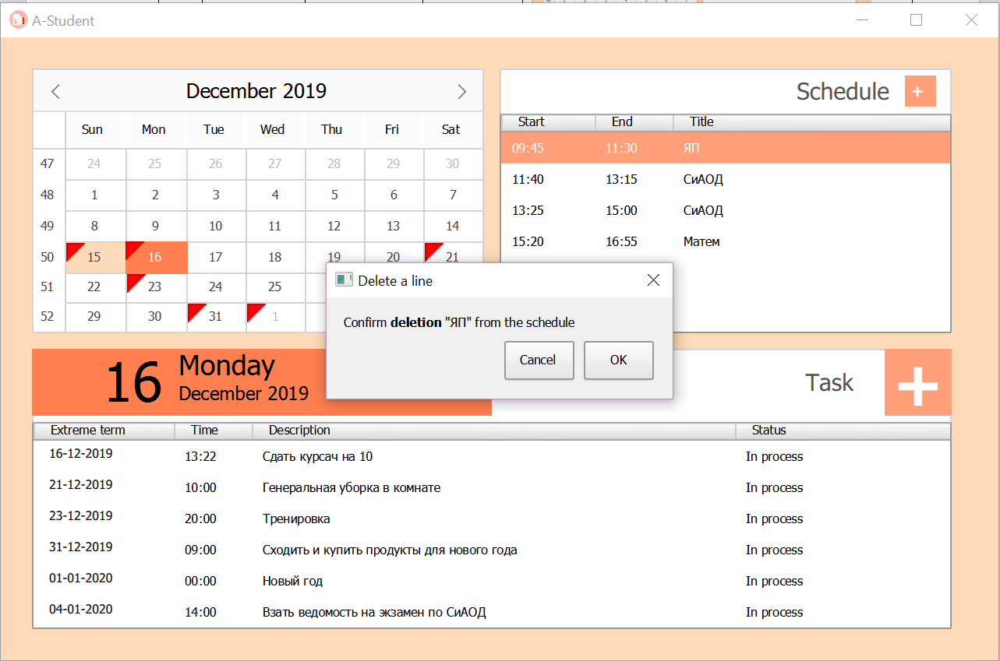 A-Student
December 2019
Sun Mon Tue Wed Thu Fri Sat
47 24 25 26 27 28 29 30
48 1 2 3 4 5 6 7
49 8 9 10 11 12 13 14
50 15 16 17 18 19 20 21
51 22 23 24 25
52 29 30 31 1
Schedule +
Start End Title
09:45 11:30 ЯП
11:40 13:15 СиАОД
13:25 15:00 СиАОД
15:20 16:55 Матем
Delete a line
Confirm deletion "ЯП" from the schedule
Cancel OK
16 Monday
December 2019
Task +
Extreme term Time Description Status
16-12-2019 13:22 Сдать курсач на 10 In process
21-12-2019 10:00 Генеральная уборка в комнате In process
23-12-2019 20:00 Тренировка In process
31-12-2019 09:00 Сходить и купить продукты для нового года In process
01-01-2020 00:00 Новый год In process
04-01-2020 14:00 Взать ведомость на экзамен по СиАОД In process